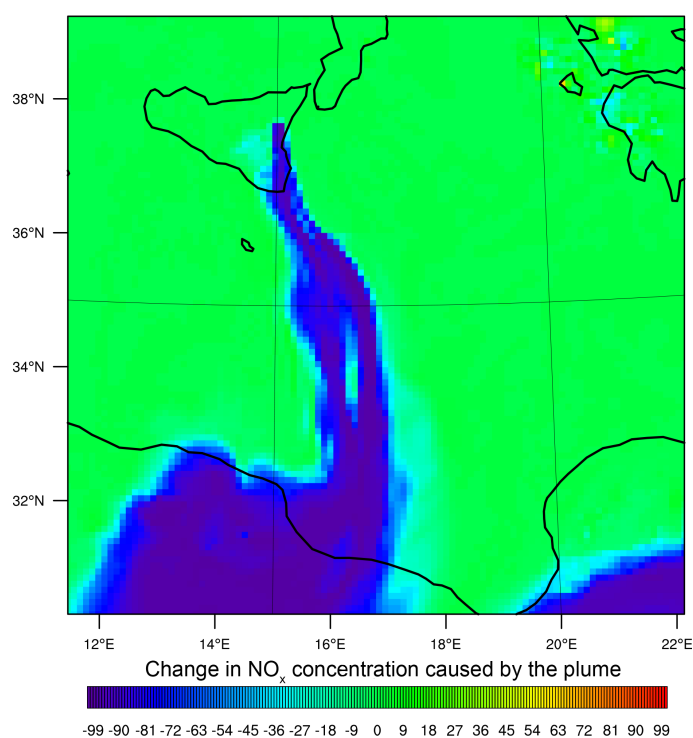 38°N
36°N
34°N
32°N
12°E 14°E 16°E 18°E 20°E 22°E
Change in NOx concentration caused by the plume
-99 -90 -81 -72 -63 -54 -45 -36 -27 -18 -9 0 9 18 27 36 45 54 63 72 81 90 99